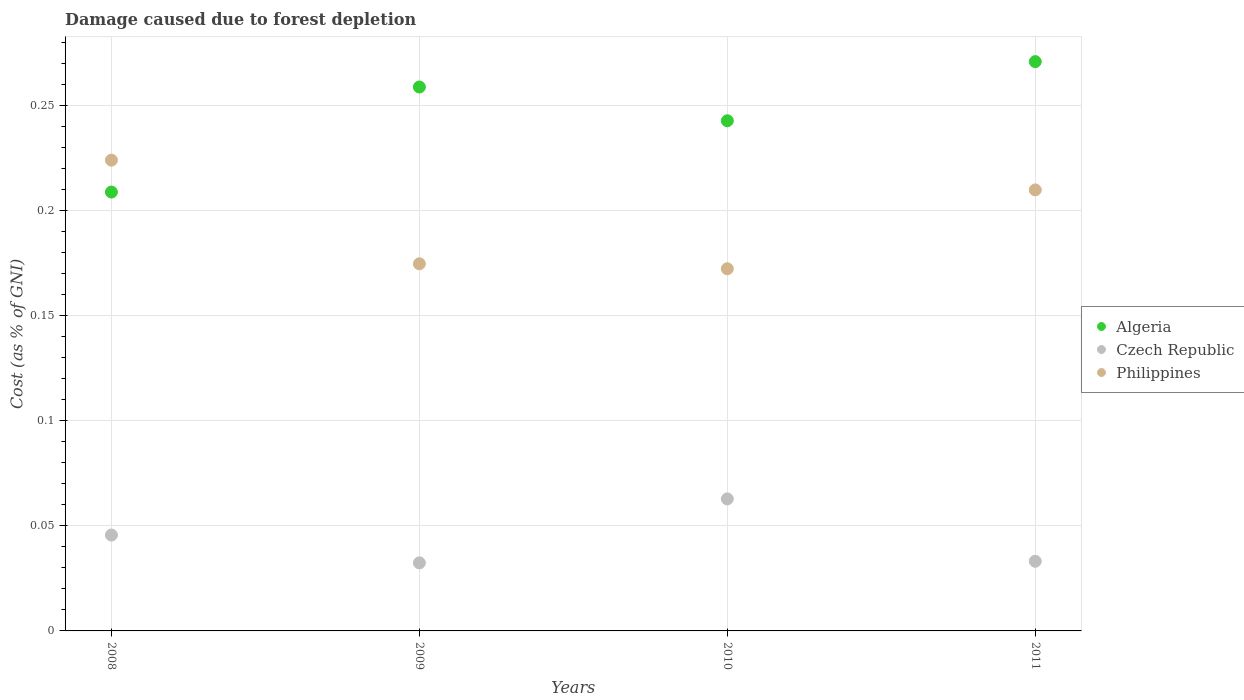 Damage caused due to forest depletion
Cost (as % of GNI)
0.25
0.2
0.15
0.1
0.05
0
2008
2009
2010
2011
Years
Algeria
Czech Republic
Philippines